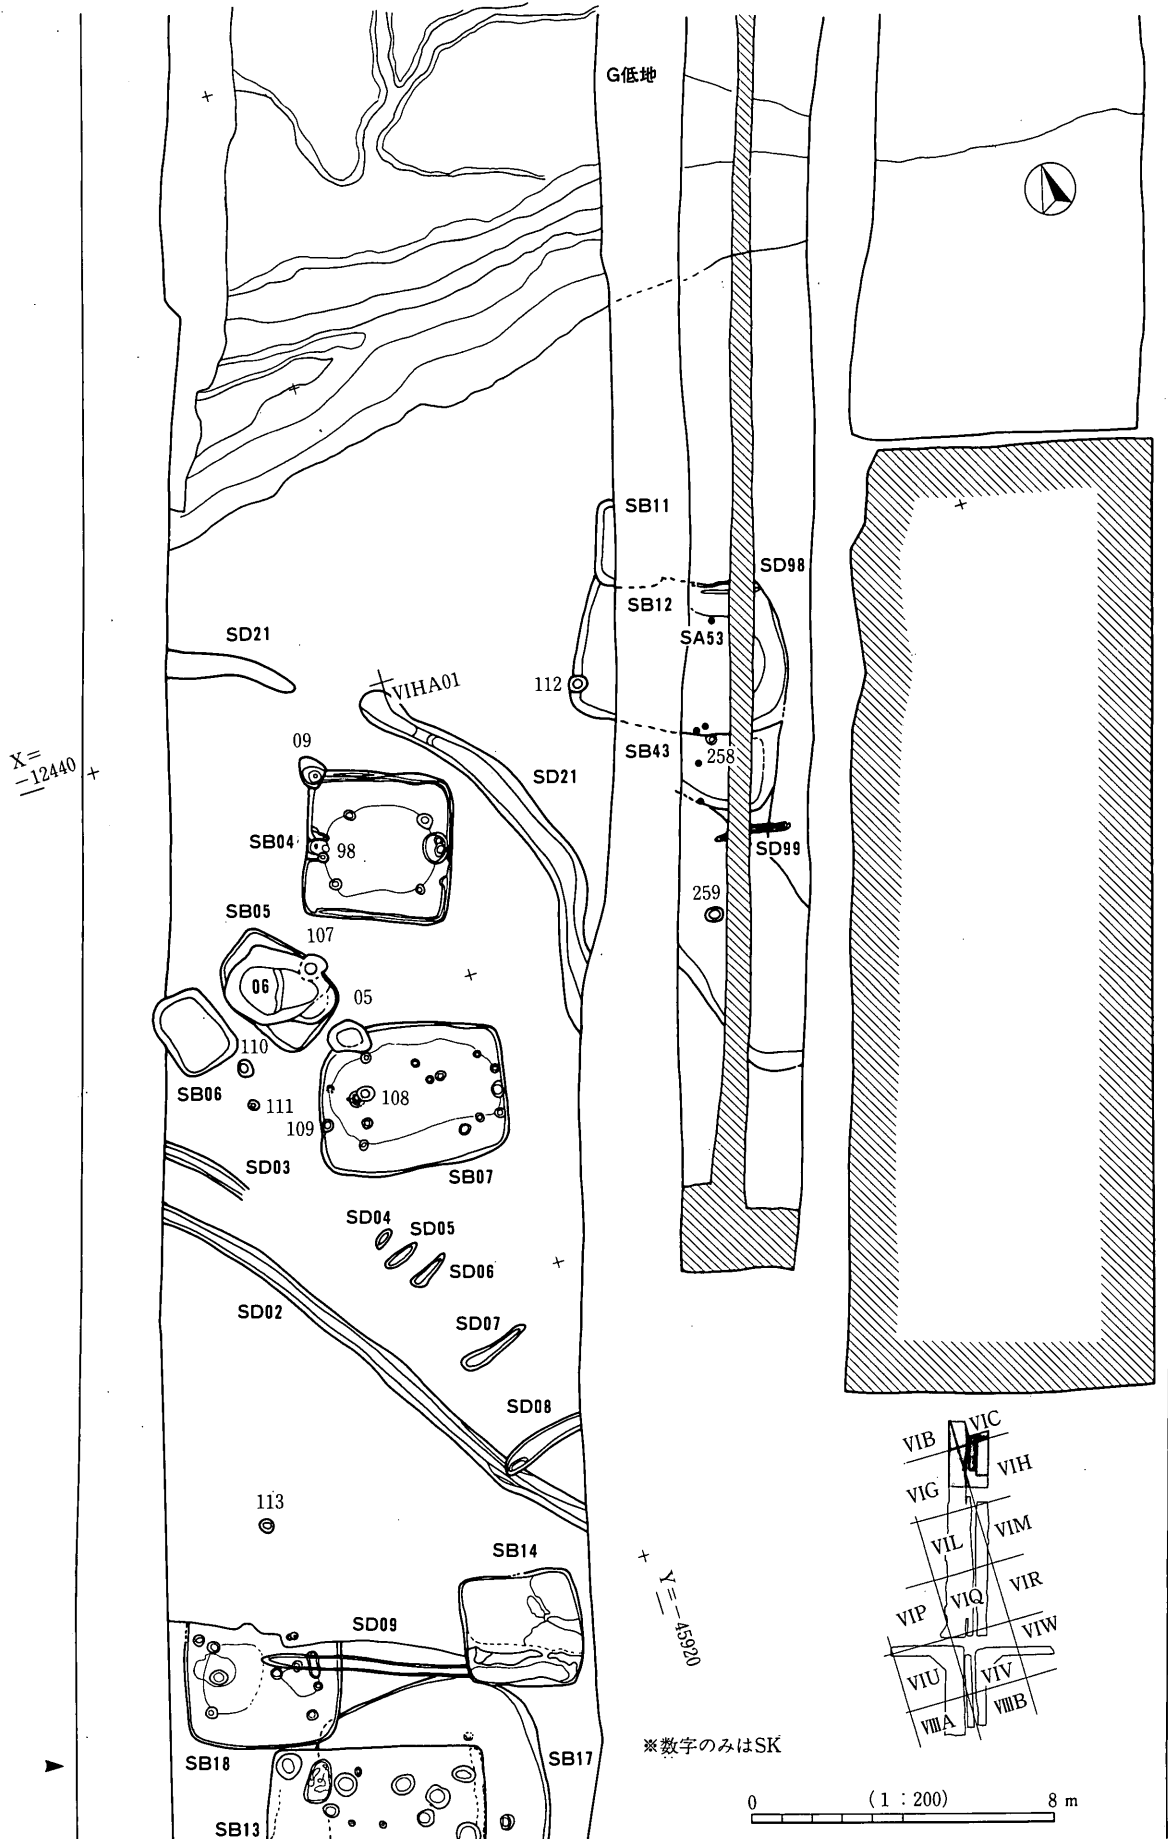 G低地
SB11
SD98
SB12
SA53
SD21
112
VIHA01
X=
-12440
09
SB43
258
SD21
SB04
98
SD99
259
SB05
107
06
05
110
SB06
111
108
109
SD03
SB07
SD04
SD05
SD06
SD02
SD07
SD08
VIB
VIC
VIH
VIG
113
VIL
VIM
SB14
VIR
VIQ
VIP
Y=-45920
SD09
VIW
VIU
VIV
VIIIA
VIIIB
※数字のみはSK
SB18
SB17
SB13
0
(1:200)
8 m